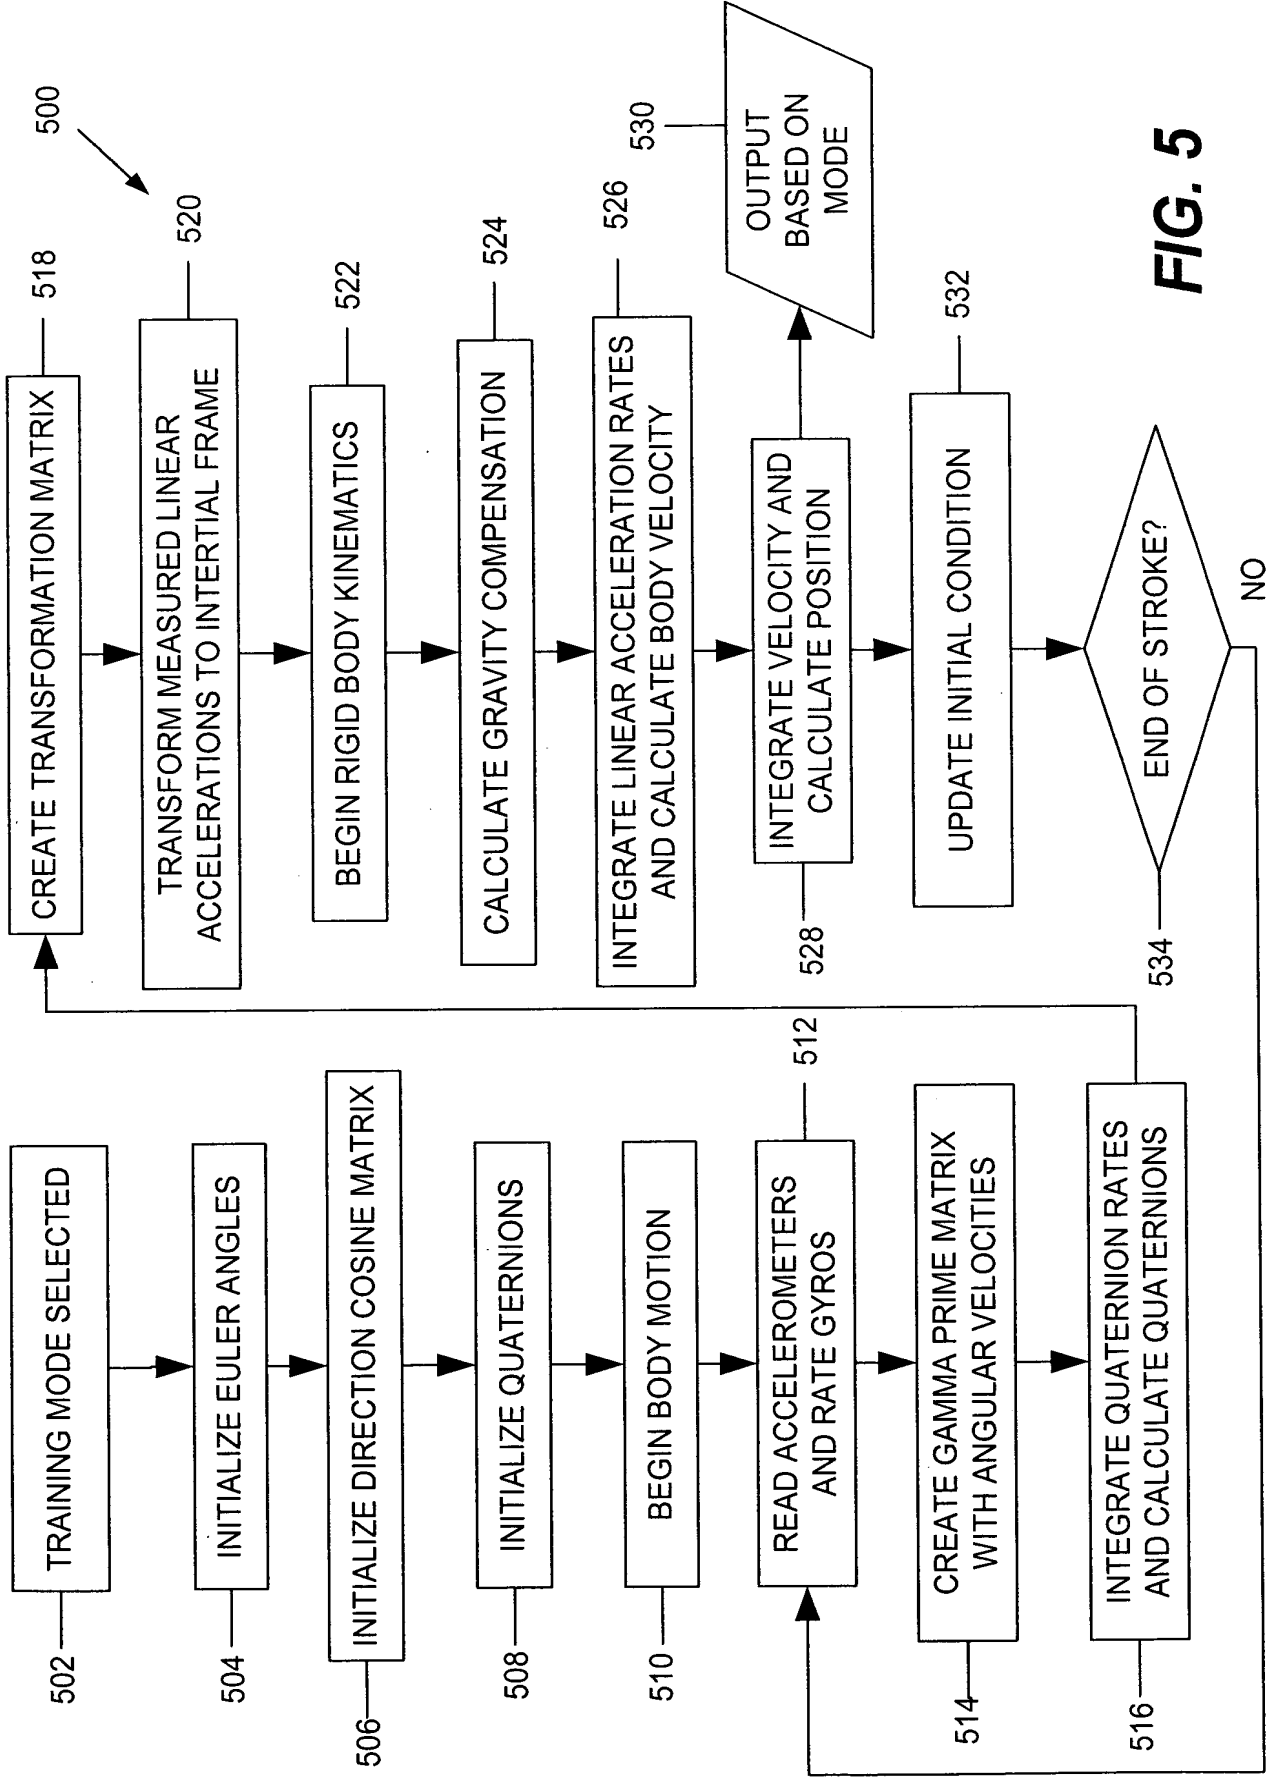 500
502
TRAINING MODE SELECTED
504
INITIALIZE EULER ANGLES
506
INITIALIZE DIRECTION COSINE MATRIX
508
INITIALIZE QUATERNIONS
510
BEGIN BODY MOTION
512
READ ACCELEROMETERS
AND RATE GYROS
514
CREATE GAMMA PRIME MATRIX
WITH ANGULAR VELOCITIES
516
INTEGRATE QUATERNION RATES
AND CALCULATE QUATERNIONS
518
CREATE TRANSFORMATION MATRIX
520
TRANSFORM MEASURED LINEAR
ACCELERATIONS TO INTERTIAL FRAME
522
BEGIN RIGID BODY KINEMATICS
524
CALCULATE GRAVITY COMPENSATION
526
INTEGRATE LINEAR ACCELERATION RATES
AND CALCULATE BODY VELOCITY
528
INTEGRATE VELOCITY AND
CALCULATE POSITION
530
OUTPUT
BASED ON
MODE
532
UPDATE INITIAL CONDITION
534
END OF STROKE?
NO
FIG. 5